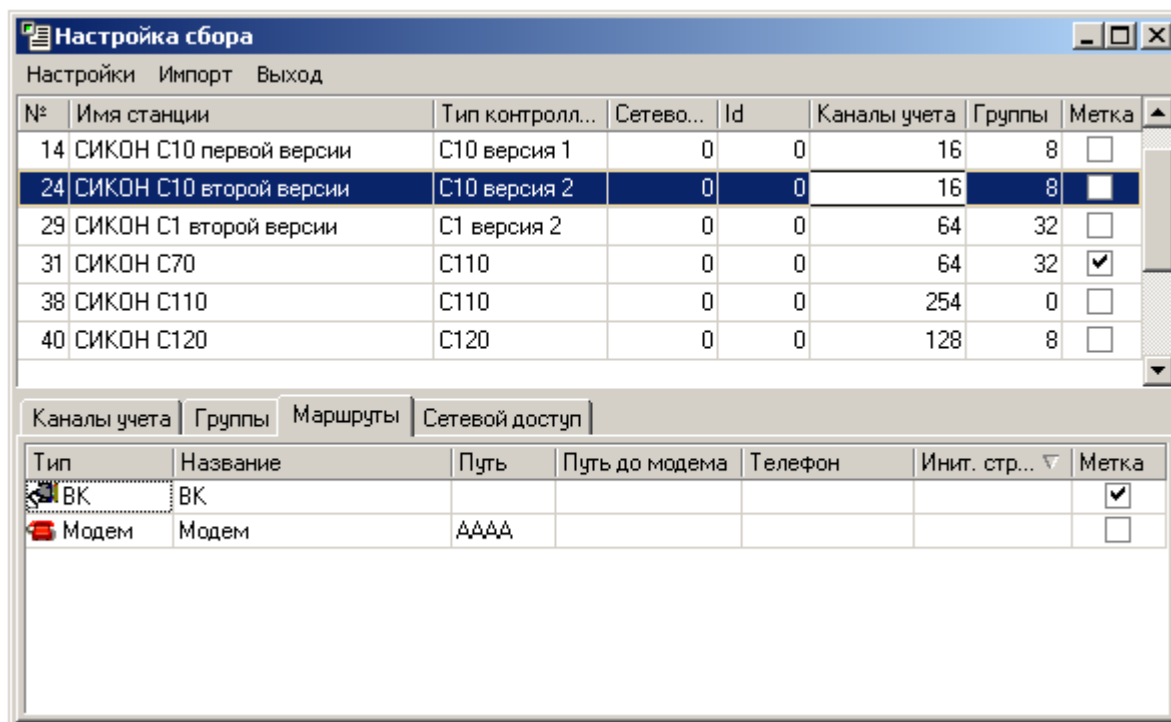 Настройка сбора
Настройки Импорт Выход
№ Имя станции Тип контролл... Сетево... Id Каналы учета Группы Метка
14 СИКОН С10 первой версии С10 версия 1 0 0 16 8
24 СИКОН С10 второй версии С10 версия 2 0 0 16 8
29 СИКОН С1 второй версии С1 версия 2 0 0 64 32
31 СИКОН С70 С110 0 0 64 32
38 СИКОН С110 С110 0 0 254 0
40 СИКОН С120 С120 0 0 128 8
Каналы учета Группы Маршруты Сетевой доступ
Тип Название Путь Путь до модема Телефон Инит. стр... Метка
ВК ВК
Модем Модем АААА